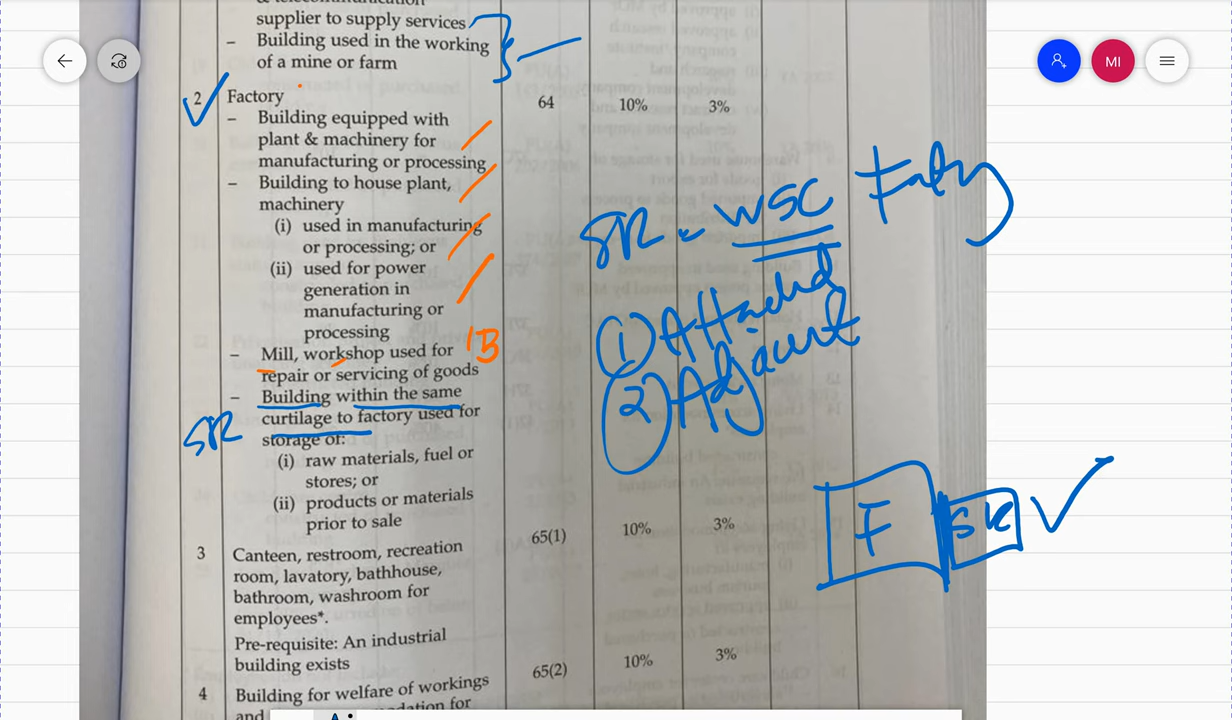 supplier to supply services
– Building used in the working
of a mine or farm
2 Factory 64 10% 3%
– Building equipped with
plant & machinery for
manufacturing or processing
– Building to house plant,
machinery
(i) used in manufacturing
or processing; or
(ii) used for power
generation in
manufacturing or
processing
– Mill, workshop used for
repair or servicing of goods
– Building within the same
curtilage to factory used for
storage of:
(i) raw materials, fuel or
stores; or
(ii) products or materials
prior to sale
3 Canteen, restroom, recreation 65(1) 10% 3%
room, lavatory, bathhouse,
bathroom, washroom for
employees*.
Pre-requisite: An industrial
building exists
4 Building for welfare of workings 65(2) 10% 3%
and
IB
SR
SR = WSC
① Attached
② Adjacent
F SR
MI